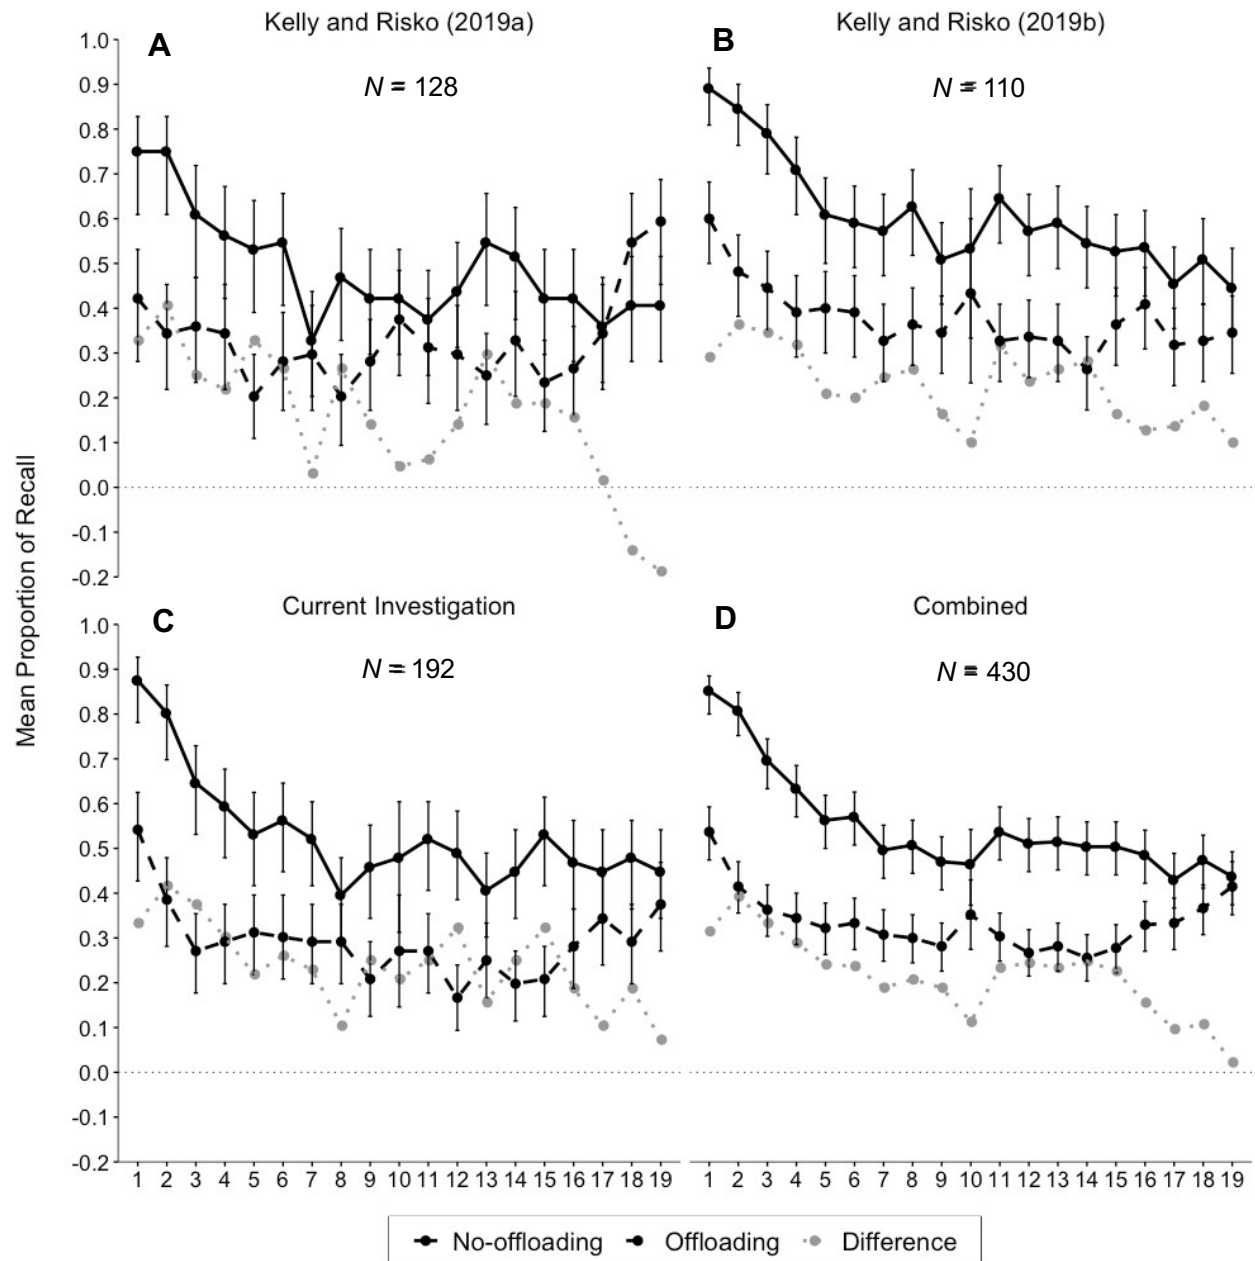 Kelly and Risko (2019a)
Kelly and Risko (2019b)
A
B
N = 128
N = 110
1.0
0.9
0.8
0.7
0.6
0.5
0.4
0.3
0.2
0.1
0.0
-0.1
-0.2
Mean Proportion of Recall
Current Investigation
Combined
C
D
N = 192
N = 430
1.0
0.9
0.8
0.7
0.6
0.5
0.4
0.3
0.2
0.1
0.0
-0.1
-0.2
1 2 3 4 5 6 7 8 9 10 11 12 13 14 15 16 17 18 19
1 2 3 4 5 6 7 8 9 10 11 12 13 14 15 16 17 18 19
No-offloading Offloading Difference